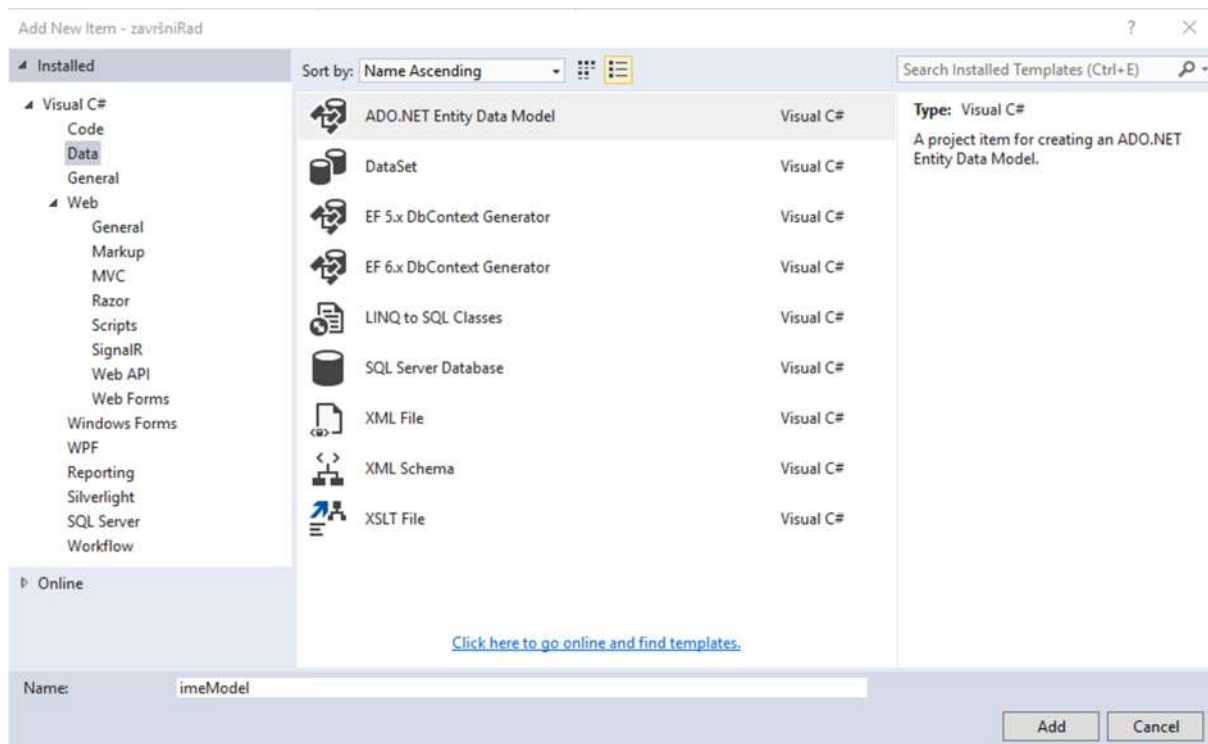 Add New Item - završniRad
?
Installed
Sort by: Name Ascending
Search Installed Templates (Ctrl+E)
Visual C#
Code
Data
General
Web
General
Markup
MVC
Razor
Scripts
SignalR
Web API
Web Forms
Windows Forms
WPF
Reporting
Silverlight
SQL Server
Workflow
Online
ADO.NET Entity Data Model Visual C#
DataSet Visual C#
EF 5.x DbContext Generator Visual C#
EF 6.x DbContext Generator Visual C#
LINQ to SQL Classes Visual C#
SQL Server Database Visual C#
XML File Visual C#
XML Schema Visual C#
XSLT File Visual C#
Click here to go online and find templates.
Type: Visual C#
A project item for creating an ADO.NET
Entity Data Model.
Name: imeModel
Add Cancel